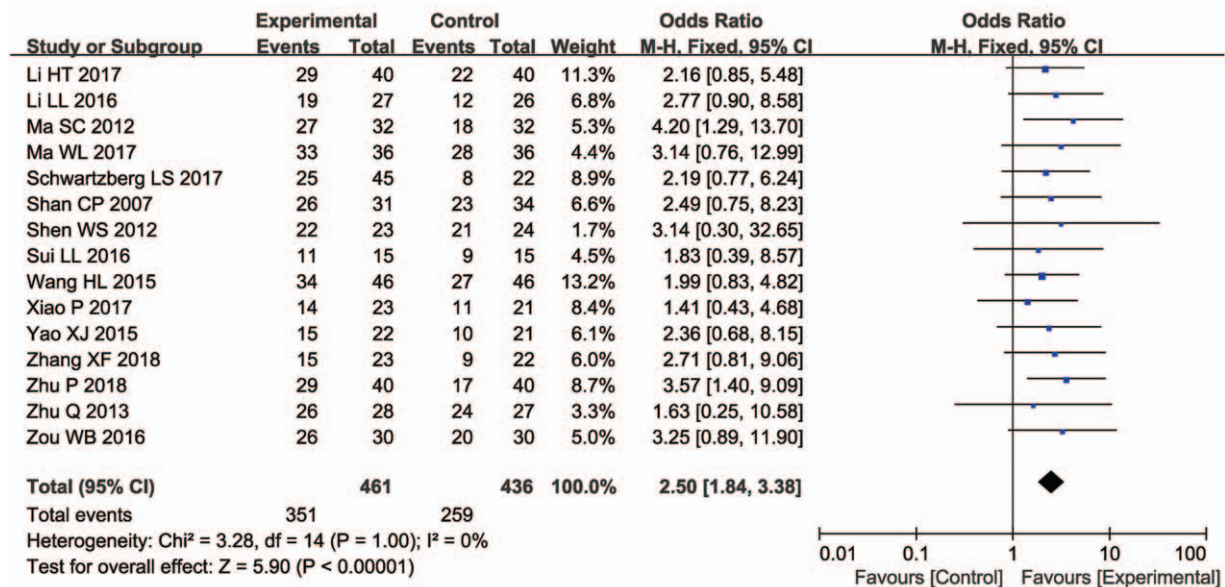 Experimental Control Odds Ratio Odds Ratio
Study or Subgroup Events Total Events Total Weight M-H, Fixed, 95% CI M-H, Fixed, 95% CI
Li HT 2017 29 40 22 40 11.3% 2.16 [0.85, 5.48]
Li LL 2016 19 27 12 26 6.8% 2.77 [0.90, 8.58]
Ma SC 2012 27 32 18 32 5.3% 4.20 [1.29, 13.70]
Ma WL 2017 33 36 28 36 4.4% 3.14 [0.76, 12.99]
Schwartzberg LS 2017 25 45 8 22 8.9% 2.19 [0.77, 6.24]
Shan CP 2007 26 31 23 34 6.6% 2.49 [0.75, 8.23]
Shen WS 2012 22 23 21 24 1.7% 3.14 [0.30, 32.65]
Sui LL 2016 11 15 9 15 4.5% 1.83 [0.39, 8.57]
Wang HL 2015 34 46 27 46 13.2% 1.99 [0.83, 4.82]
Xiao P 2017 14 23 11 21 8.4% 1.41 [0.43, 4.68]
Yao XJ 2015 15 22 10 21 6.1% 2.36 [0.68, 8.15]
Zhang XF 2018 15 23 9 22 6.0% 2.71 [0.81, 9.06]
Zhu P 2018 29 40 17 40 8.7% 3.57 [1.40, 9.09]
Zhu Q 2013 26 28 24 27 3.3% 1.63 [0.25, 10.58]
Zou WB 2016 26 30 20 30 5.0% 3.25 [0.89, 11.90]
Total (95% CI) 461 436 100.0% 2.50 [1.84, 3.38]
Total events 351 259
Heterogeneity: Chi² = 3.28, df = 14 (P = 1.00); I² = 0%
Test for overall effect: Z = 5.90 (P < 0.00001)
0.01 0.1 1 10 100
Favours [Control] Favours [Experimental]